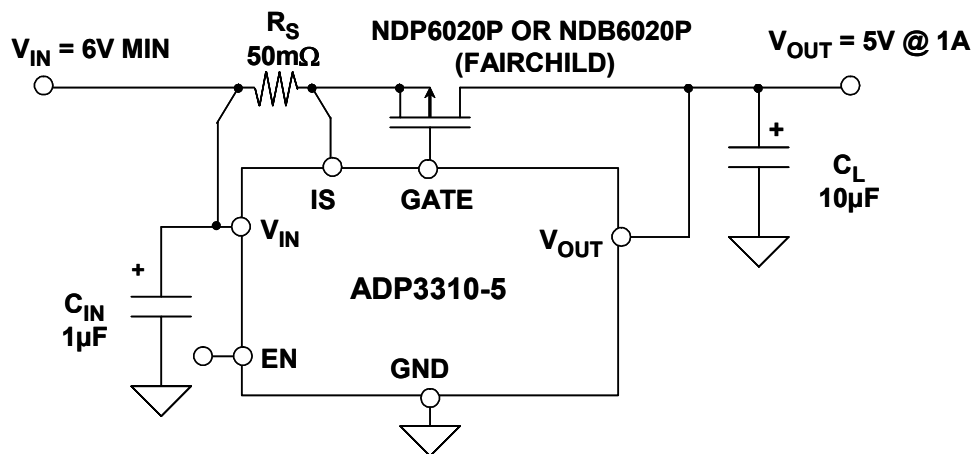 R_S
NDP6020P OR NDB6020P
V_IN = 6V MIN
50mΩ
(FAIRCHILD)
V_OUT = 5V @ 1A
+
C_L
10µF
IS
GATE
V_IN
V_OUT
+
ADP3310-5
C_IN
1µF
EN
GND